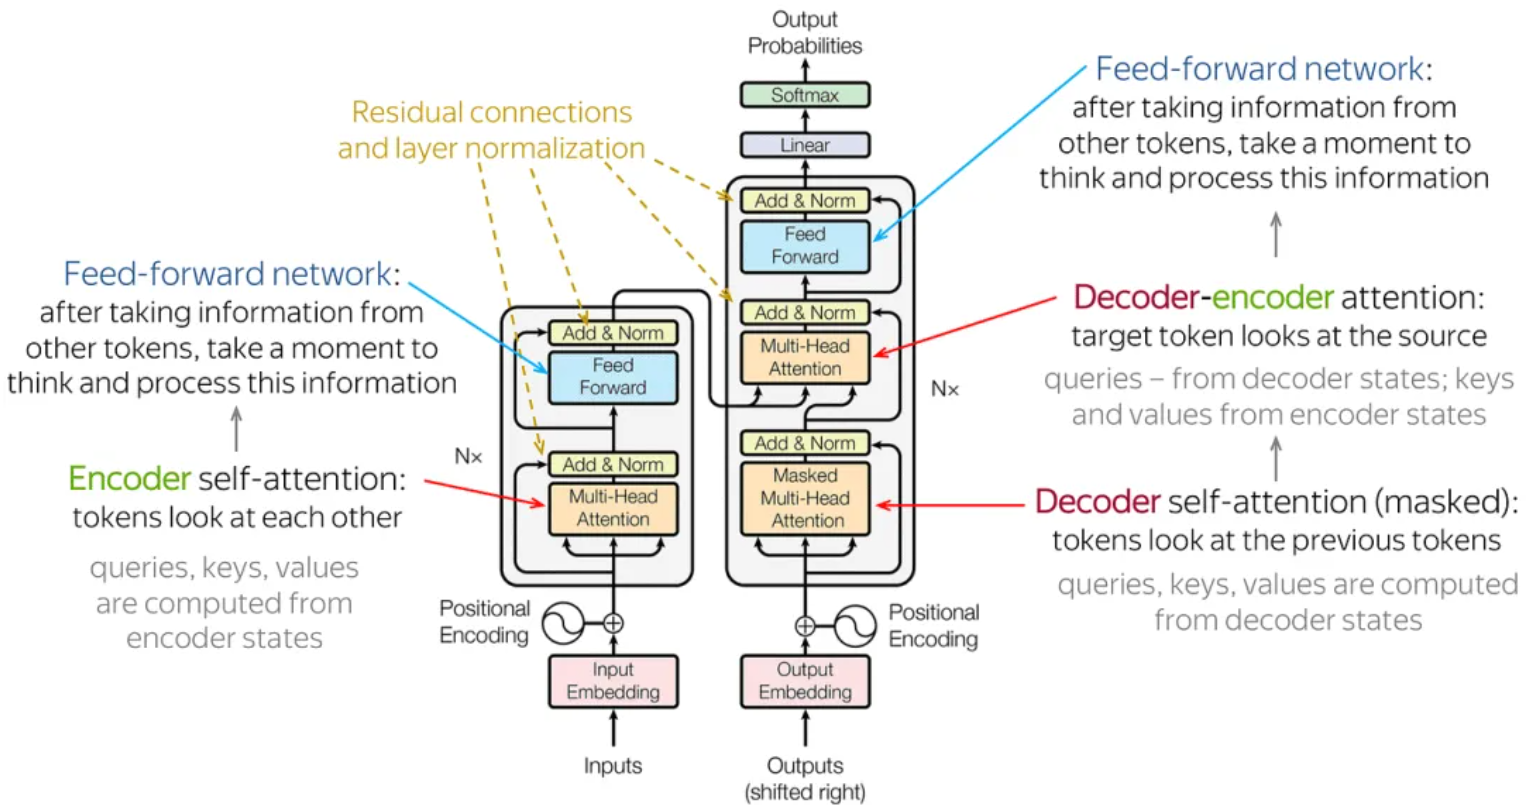 Output
Probabilities
Softmax
Linear
Add & Norm
Feed
Forward
Add & Norm
Multi-Head
Attention
Add & Norm
Masked
Multi-Head
Attention
Nx
Positional
Encoding
Output
Embedding
Outputs
(shifted right)
Add & Norm
Feed
Forward
Add & Norm
Multi-Head
Attention
Nx
Positional
Encoding
Input
Embedding
Inputs
Residual connections
and layer normalization
Feed-forward network:
after taking information from
other tokens, take a moment to
think and process this information
Encoder self-attention:
tokens look at each other
queries, keys, values
are computed from
encoder states
Feed-forward network:
after taking information from
other tokens, take a moment to
think and process this information
Decoder-encoder attention:
target token looks at the source
queries – from decoder states; keys
and values from encoder states
Decoder self-attention (masked):
tokens look at the previous tokens
queries, keys, values are computed
from decoder states